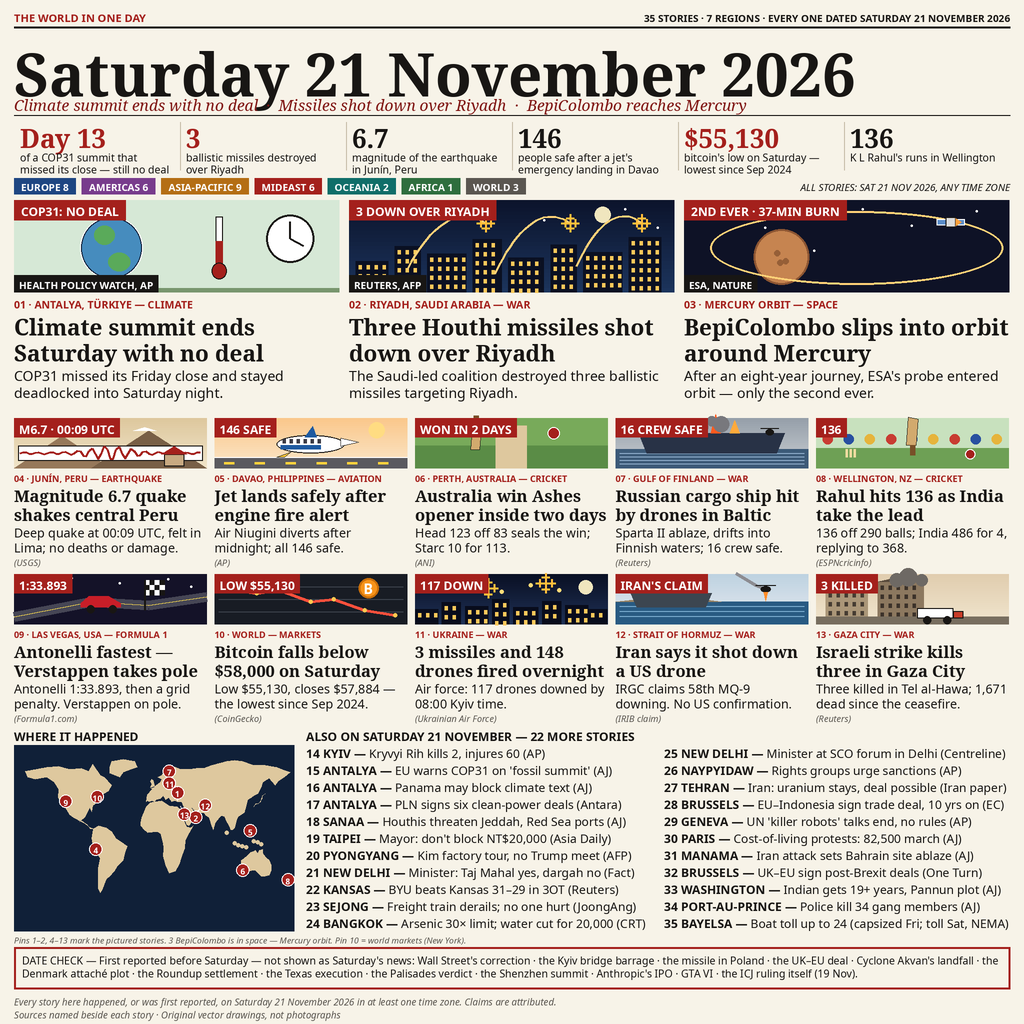 THE WORLD IN ONE DAY
35 STORIES · 7 REGIONS · EVERY ONE DATED SATURDAY 21 NOVEMBER 2026
Saturday 21 November 2026
Climate summit ends with no deal · Missiles shot down over Riyadh · BepiColombo reaches Mercury
Day 13
of a COP31 summit that
missed its close — still no deal
3
ballistic missiles destroyed
over Riyadh
6.7
magnitude of the earthquake
in Junín, Peru
146
people safe after a jet's
emergency landing in Davao
$55,130
bitcoin's low on Saturday —
lowest since Sep 2024
136
K L Rahul's runs in Wellington
EUROPE 8
AMERICAS 6
ASIA-PACIFIC 9
MIDEAST 6
OCEANIA 2
AFRICA 1
WORLD 3
ALL STORIES: SAT 21 NOV 2026, ANY TIME ZONE
COP31: NO DEAL
HEALTH POLICY WATCH, AP
01 · ANTALYA, TÜRKIYE — CLIMATE
Climate summit ends
Saturday with no deal
COP31 missed its Friday close and stayed
deadlocked into Saturday night.
3 DOWN OVER RIYADH
REUTERS, AFP
02 · RIYADH, SAUDI ARABIA — WAR
Three Houthi missiles shot
down over Riyadh
The Saudi-led coalition destroyed three ballistic
missiles targeting Riyadh.
2ND EVER · 37-MIN BURN
ESA, NATURE
03 · MERCURY ORBIT — SPACE
BepiColombo slips into orbit
around Mercury
After an eight-year journey, ESA's probe entered
orbit — only the second ever.
M6.7 · 00:09 UTC
04 · JUNÍN, PERU — EARTHQUAKE
Magnitude 6.7 quake
shakes central Peru
Deep quake at 00:09 UTC, felt in
Lima; no deaths or damage.
(USGS)
146 SAFE
05 · DAVAO, PHILIPPINES — AVIATION
Jet lands safely after
engine fire alert
Air Niugini diverts after
midnight; all 146 safe.
(AP)
WON IN 2 DAYS
06 · PERTH, AUSTRALIA — CRICKET
Australia win Ashes
opener inside two days
Head 123 off 83 seals the win;
Starc 10 for 113.
(ANI)
16 CREW SAFE
07 · GULF OF FINLAND — WAR
Russian cargo ship hit
by drones in Baltic
Sparta II ablaze, drifts into
Finnish waters; 16 crew safe.
(Reuters)
136
08 · WELLINGTON, NZ — CRICKET
Rahul hits 136 as India
take the lead
136 off 290 balls; India 486 for 4,
replying to 368.
(ESPNcricinfo)
1:33.893
09 · LAS VEGAS, USA — FORMULA 1
Antonelli fastest —
Verstappen takes pole
Antonelli 1:33.893, then a grid
penalty. Verstappen on pole.
(Formula1.com)
LOW $55,130
B
10 · WORLD — MARKETS
Bitcoin falls below
$58,000 on Saturday
Low $55,130, closes $57,884 —
the lowest since Sep 2024.
(CoinGecko)
117 DOWN
11 · UKRAINE — WAR
3 missiles and 148
drones fired overnight
Air force: 117 drones downed by
08:00 Kyiv time.
(Ukrainian Air Force)
IRAN'S CLAIM
12 · STRAIT OF HORMUZ — WAR
Iran says it shot down
a US drone
IRGC claims 58th MQ-9
downing. No US confirmation.
(IRIB claim)
3 KILLED
13 · GAZA CITY — WAR
Israeli strike kills
three in Gaza City
Three killed in Tel al-Hawa; 1,671
dead since the ceasefire.
(Reuters)
WHERE IT HAPPENED
7
11
1
9
10
12
13
2
5
4
6
8
Pins 1–2, 4–13 mark the pictured stories. 3 BepiColombo is in space — Mercury orbit. Pin 10 = world markets (New York).
ALSO ON SATURDAY 21 NOVEMBER — 22 MORE STORIES
14 KYIV — Kryvyi Rih kills 2, injures 60 (AP)
15 ANTALYA — EU warns COP31 on 'fossil summit' (AJ)
16 ANTALYA — Panama may block climate text (AJ)
17 ANTALYA — PLN signs six clean-power deals (Antara)
18 SANAA — Houthis threaten Jeddah, Red Sea ports (AJ)
19 TAIPEI — Mayor: don't block NT$20,000 (Asia Daily)
20 PYONGYANG — Kim factory tour, no Trump meet (AFP)
21 NEW DELHI — Minister: Taj Mahal yes, dargah no (Fact)
22 KANSAS — BYU beats Kansas 31–29 in 3OT (Reuters)
23 SEJONG — Freight train derails; no one hurt (JoongAng)
24 BANGKOK — Arsenic 30× limit; water cut for 20,000 (CRT)
25 NEW DELHI — Minister at SCO forum in Delhi (Centreline)
26 NAYPYIDAW — Rights groups urge sanctions (AP)
27 TEHRAN — Iran: uranium stays, deal possible (Iran paper)
28 BRUSSELS — EU–Indonesia sign trade deal, 10 yrs on (EC)
29 GENEVA — UN 'killer robots' talks end, no rules (AP)
30 PARIS — Cost-of-living protests: 82,500 march (AJ)
31 MANAMA — Iran attack sets Bahrain site ablaze (AJ)
32 BRUSSELS — UK–EU sign post-Brexit deals (One Turn)
33 WASHINGTON — Indian gets 19+ years, Pannun plot (AJ)
34 PORT-AU-PRINCE — Police kill 34 gang members (AJ)
35 BAYELSA — Boat toll up to 24 (capsized Fri; toll Sat, NEMA)
DATE CHECK — First reported before Saturday — not shown as Saturday's news: Wall Street's correction · the Kyiv bridge barrage · the missile in Poland · the UK–EU deal · Cyclone Akvan's landfall · the
Denmark attaché plot · the Roundup settlement · the Texas execution · the Palisades verdict · the Shenzhen summit · Anthropic's IPO · GTA VI · the ICJ ruling itself (19 Nov).
Every story here happened, or was first reported, on Saturday 21 November 2026 in at least one time zone. Claims are attributed.
Sources named beside each story · Original vector drawings, not photographs